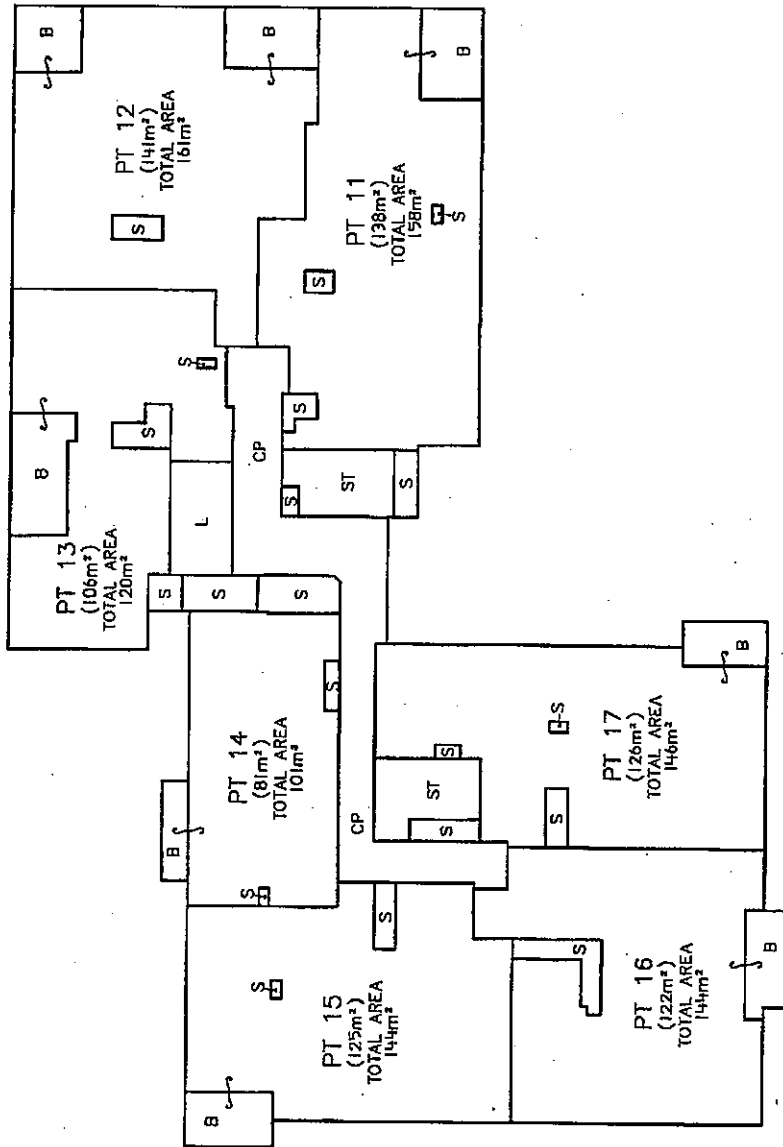 B
B
PT 12
(141m²)
TOTAL AREA
161m²
S
B
PT 11
(138m²)
TOTAL AREA
158m²
S
S
S
B
PT 13
(106m²)
TOTAL AREA
120m²
S
S
L
CP
S
ST
S
S
S
S
B
PT 14
(81m²)
TOTAL AREA
101m²
S
S
CP
B
PT 15
(125m²)
TOTAL AREA
144m²
S
S
PT 16
(122m²)
TOTAL AREA
144m²
S
B
ST
S
S
PT 17
(126m²)
TOTAL AREA
146m²
S
S
B